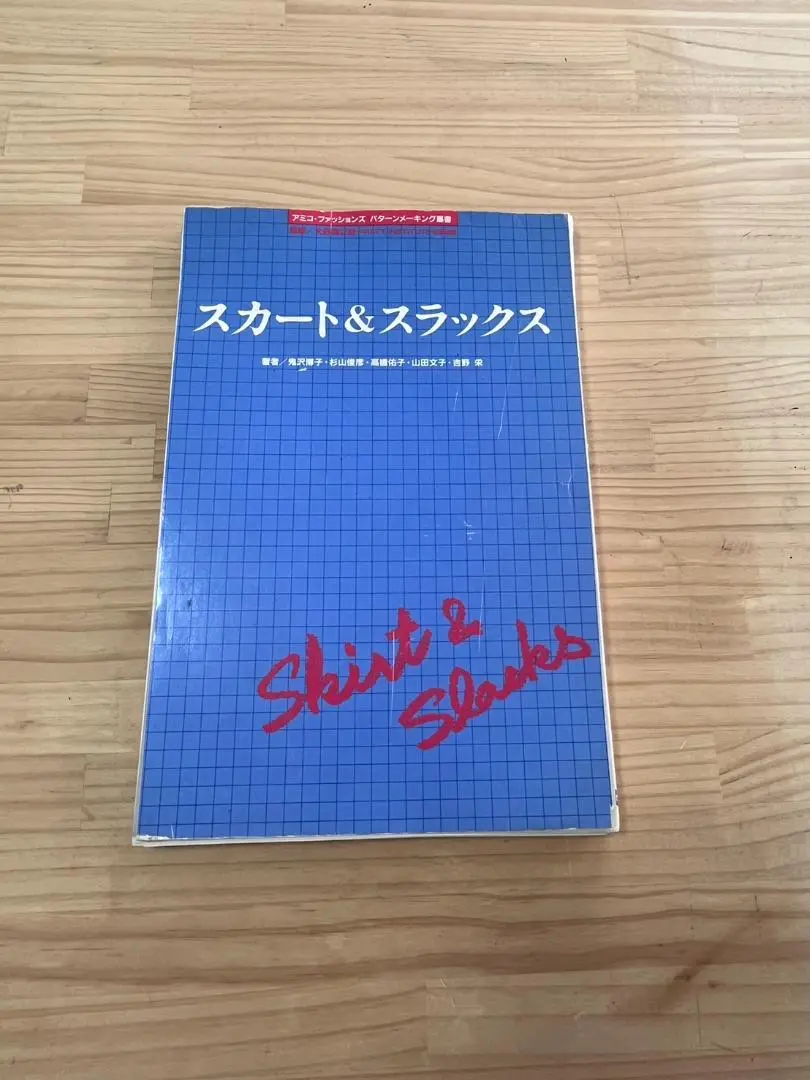 アミコ・ファッションズ パターンメーキング叢書
スカート&スラックス
著者/鬼沢博子・杉山俊彦・高橋佑子・山田文子・吉野 栄
Skirt &
Slacks